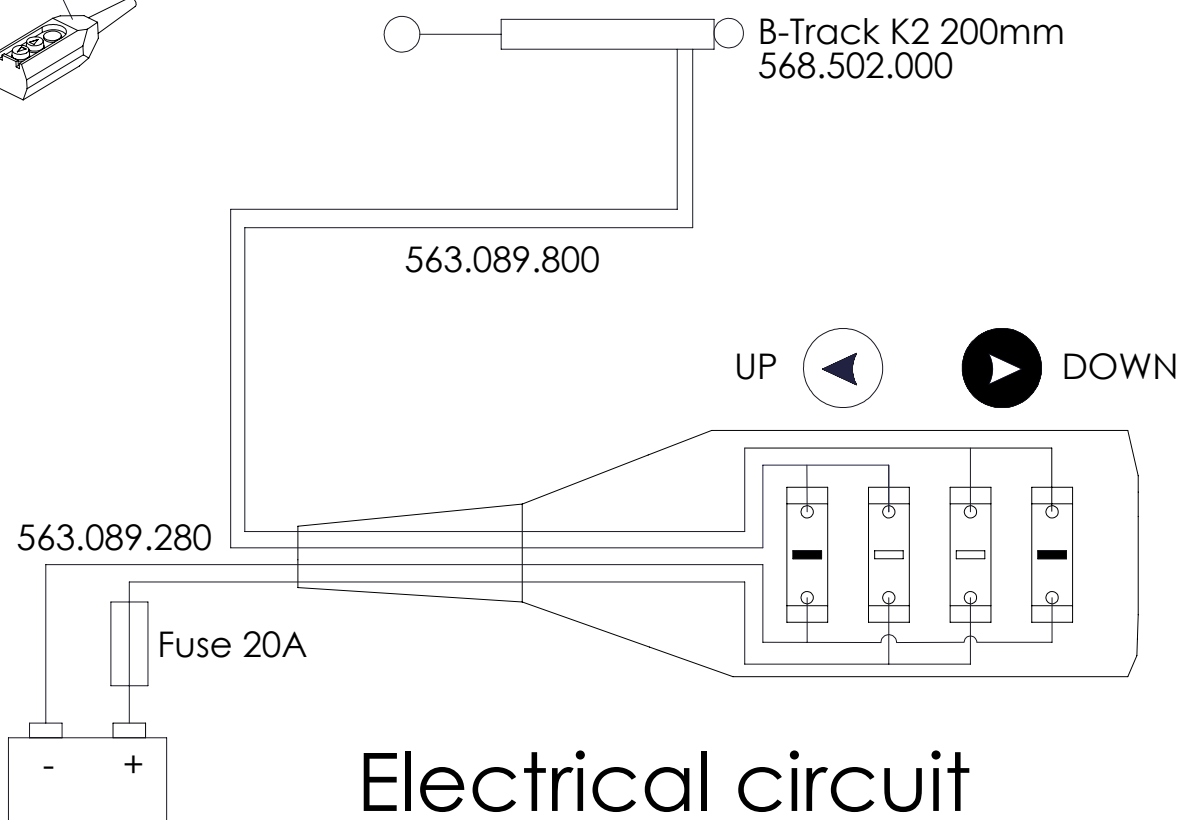 B-Track K2 200mm
568.502.000
563.089.800
UP
DOWN
563.089.280
Fuse 20A
- +
Electrical circuit